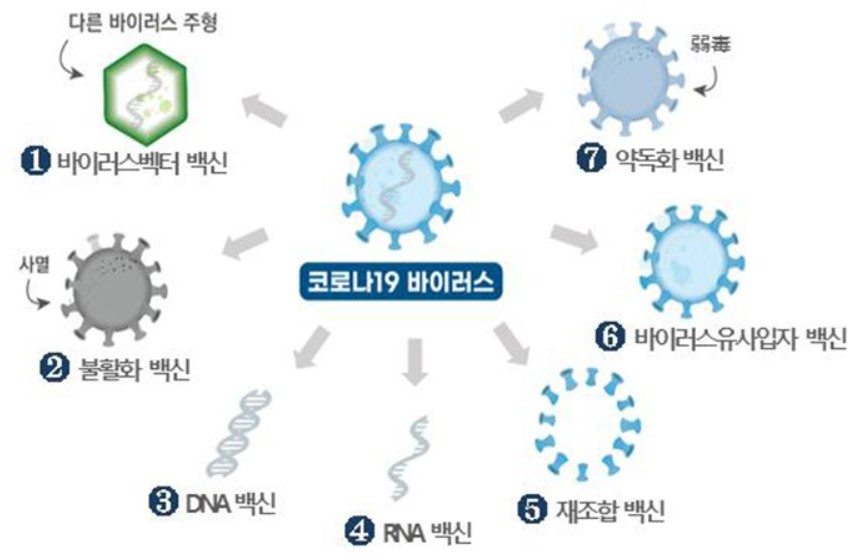 다른 바이러스 주형
❶ 바이러스벡터 백신
사멸
❷ 불활화 백신
❸ DNA 백신
❹ RNA 백신
❺ 재조합 백신
❻ 바이러스유사입자 백신
弱毒
❼ 약독화 백신
코로나19 바이러스